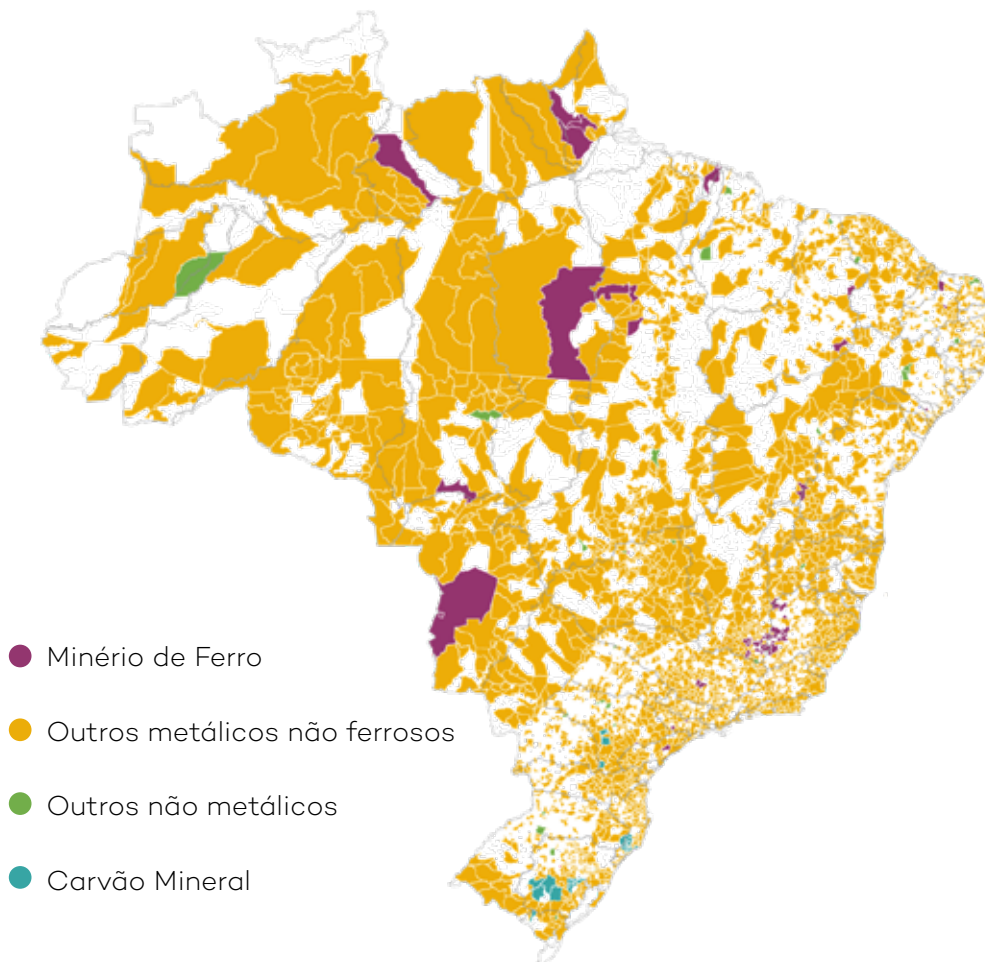 Minério de Ferro
Outros metálicos não ferrosos
Outros não metálicos
Carvão Mineral